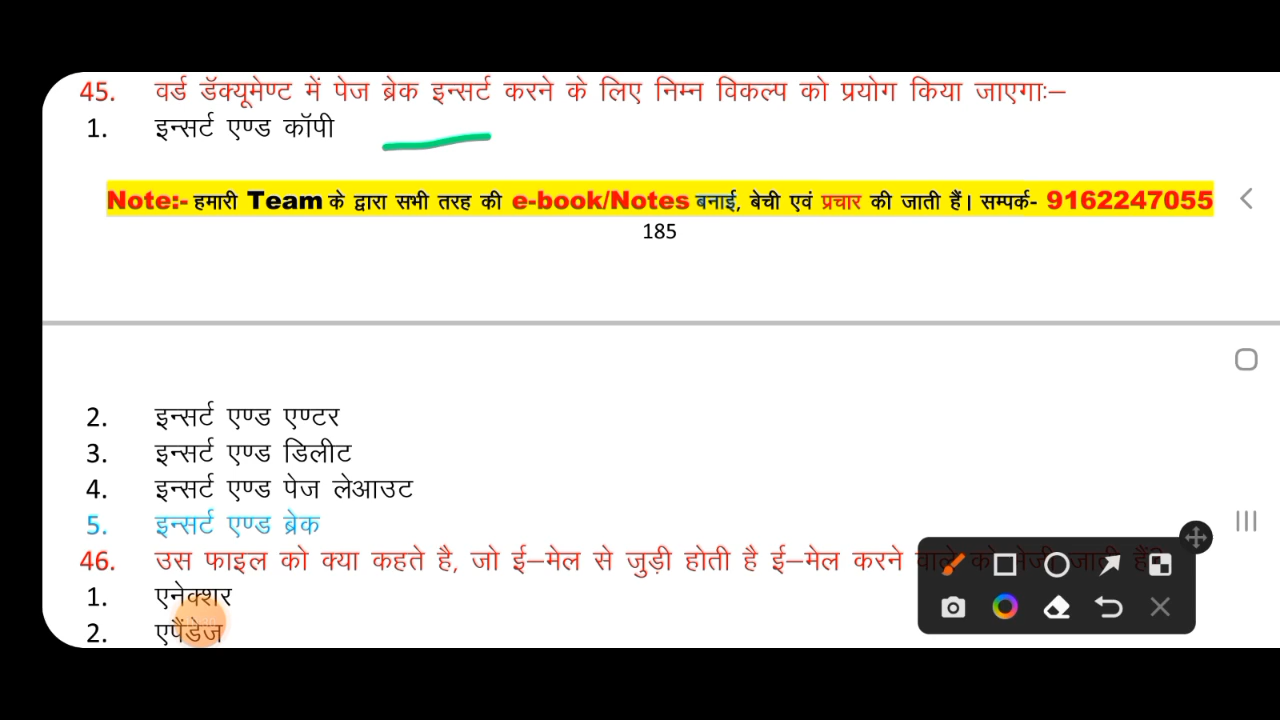 45. वर्ड डॉक्यूमेण्ट में पेज ब्रेक इन्सर्ट करने के लिए निम्न विकल्प को प्रयोग किया जाएगाः–
1. इन्सर्ट एण्ड कॉपी
Note:- हमारी Team के द्वारा सभी तरह की e-book/Notes बनाई, बेची एवं प्रचार की जाती हैं। सम्पर्क- 9162247055
185
2. इन्सर्ट एण्ड एण्टर
3. इन्सर्ट एण्ड डिलीट
4. इन्सर्ट एण्ड पेज लेआउट
5. इन्सर्ट एण्ड ब्रेक
46. उस फाइल को क्या कहते है, जो ई–मेल से जुड़ी होती है ई–मेल करने वाले को भेजी जाती हैं?
1. एनेक्शर
2. एपैंडेज